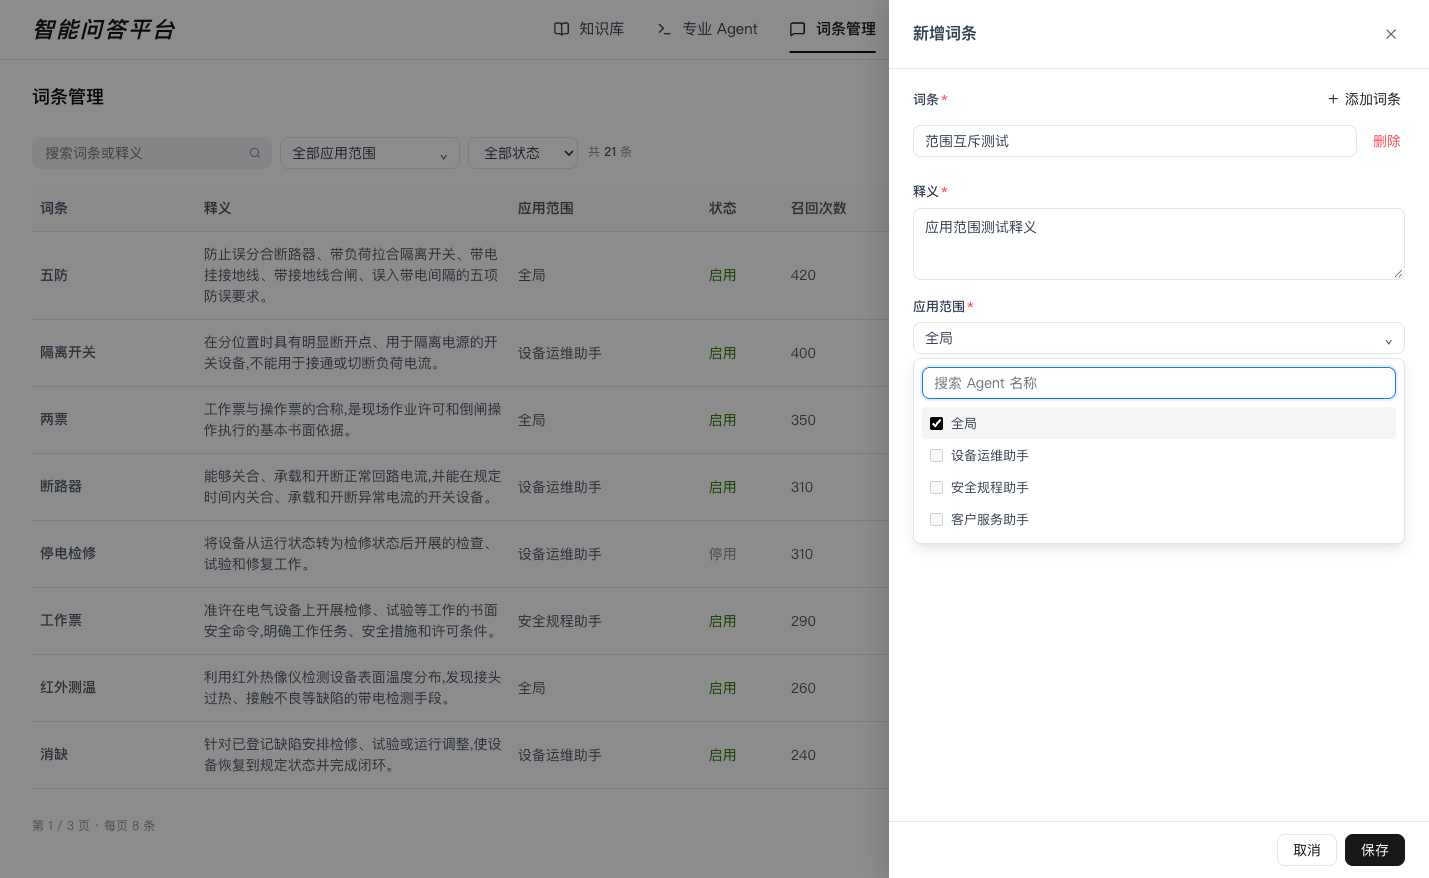 智能问答平台
知识库
专业 Agent
词条管理
词条管理
搜索词条或释义
全部应用范围
全部状态
共 21 条
词条 释义 应用范围 状态 召回次数
五防
防止误分合断路器、带负荷拉合隔离开关、带电
挂接地线、带接地线合闸、误入带电间隔的五项
防误要求。
全局
启用
420
隔离开关
在分位置时具有明显断开点、用于隔离电源的开
关设备,不能用于接通或切断负荷电流。
设备运维助手
启用
400
两票
工作票与操作票的合称,是现场作业许可和倒闸操
作执行的基本书面依据。
全局
启用
350
断路器
能够关合、承载和开断正常回路电流,并能在规定
时间内关合、承载和开断异常电流的开关设备。
设备运维助手
启用
310
停电检修
将设备从运行状态转为检修状态后开展的检查、
试验和修复工作。
设备运维助手
停用
310
工作票
准许在电气设备上开展检修、试验等工作的书面
安全命令,明确工作任务、安全措施和许可条件。
安全规程助手
启用
290
红外测温
利用红外热像仪检测设备表面温度分布,发现接头
过热、接触不良等缺陷的带电检测手段。
全局
启用
260
消缺
针对已登记缺陷安排检修、试验或运行调整,使设
备恢复到规定状态并完成闭环。
设备运维助手
启用
240
第 1 / 3 页 · 每页 8 条
新增词条
词条*
+ 添加词条
范围互斥测试
删除
释义*
应用范围测试释义
应用范围*
全局
搜索 Agent 名称
全局
设备运维助手
安全规程助手
客户服务助手
取消
保存